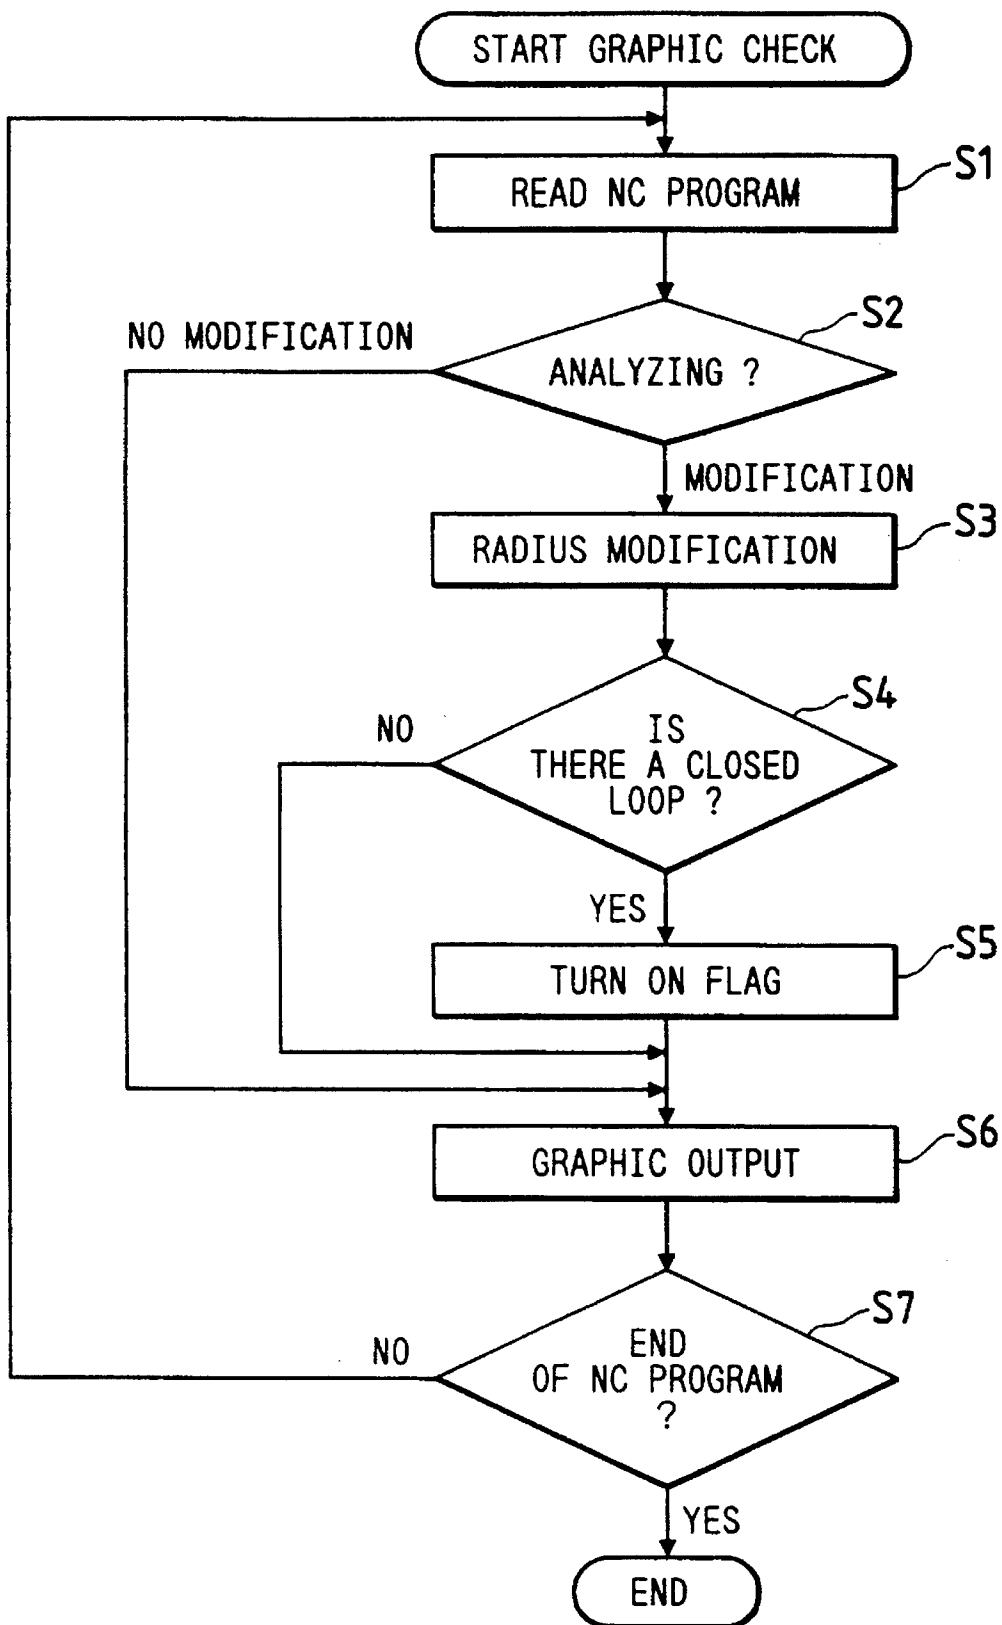 START GRAPHIC CHECK
S1
READ NC PROGRAM
S2
NO MODIFICATION
ANALYZING ?
MODIFICATION
S3
RADIUS MODIFICATION
S4
NO
IS
THERE A CLOSED
LOOP ?
YES
S5
TURN ON FLAG
S6
GRAPHIC OUTPUT
S7
NO
END
OF NC PROGRAM
?
YES
END